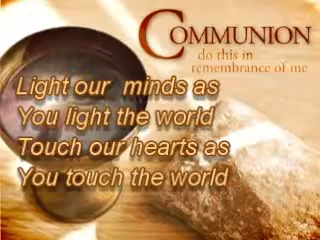 COMMUNION
do this in
remembrance of me
Light our minds as
You light the world
Touch our hearts as
You touch the world